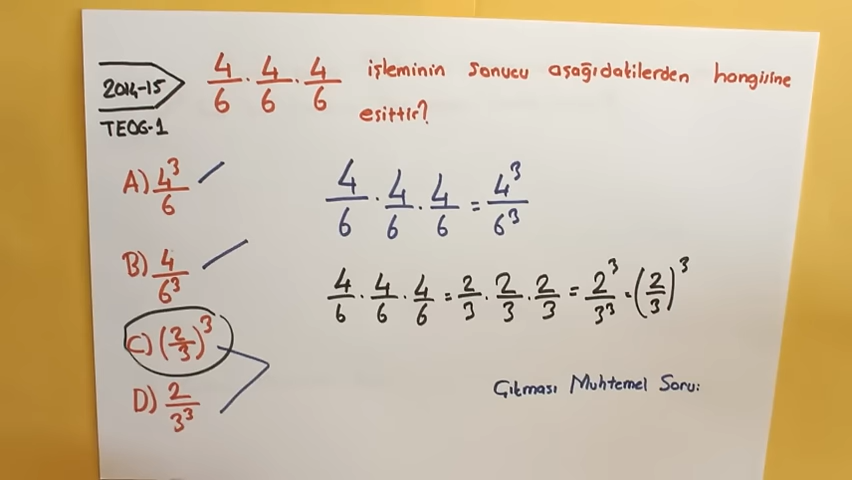 2014-15
TEOG-1
4/6 · 4/6 · 4/6 işleminin sonucu aşağıdakilerden hangisine
esittir?
A) 4³/6
B) 4/6³
C) (2/3)³
D) 2/3³
4/6 · 4/6 · 4/6 = 4³/6³
4/6 · 4/6 · 4/6 = 2/3 · 2/3 · 2/3 = 2³/3³ = (2/3)³
Çıkması Muhtemel Soru: